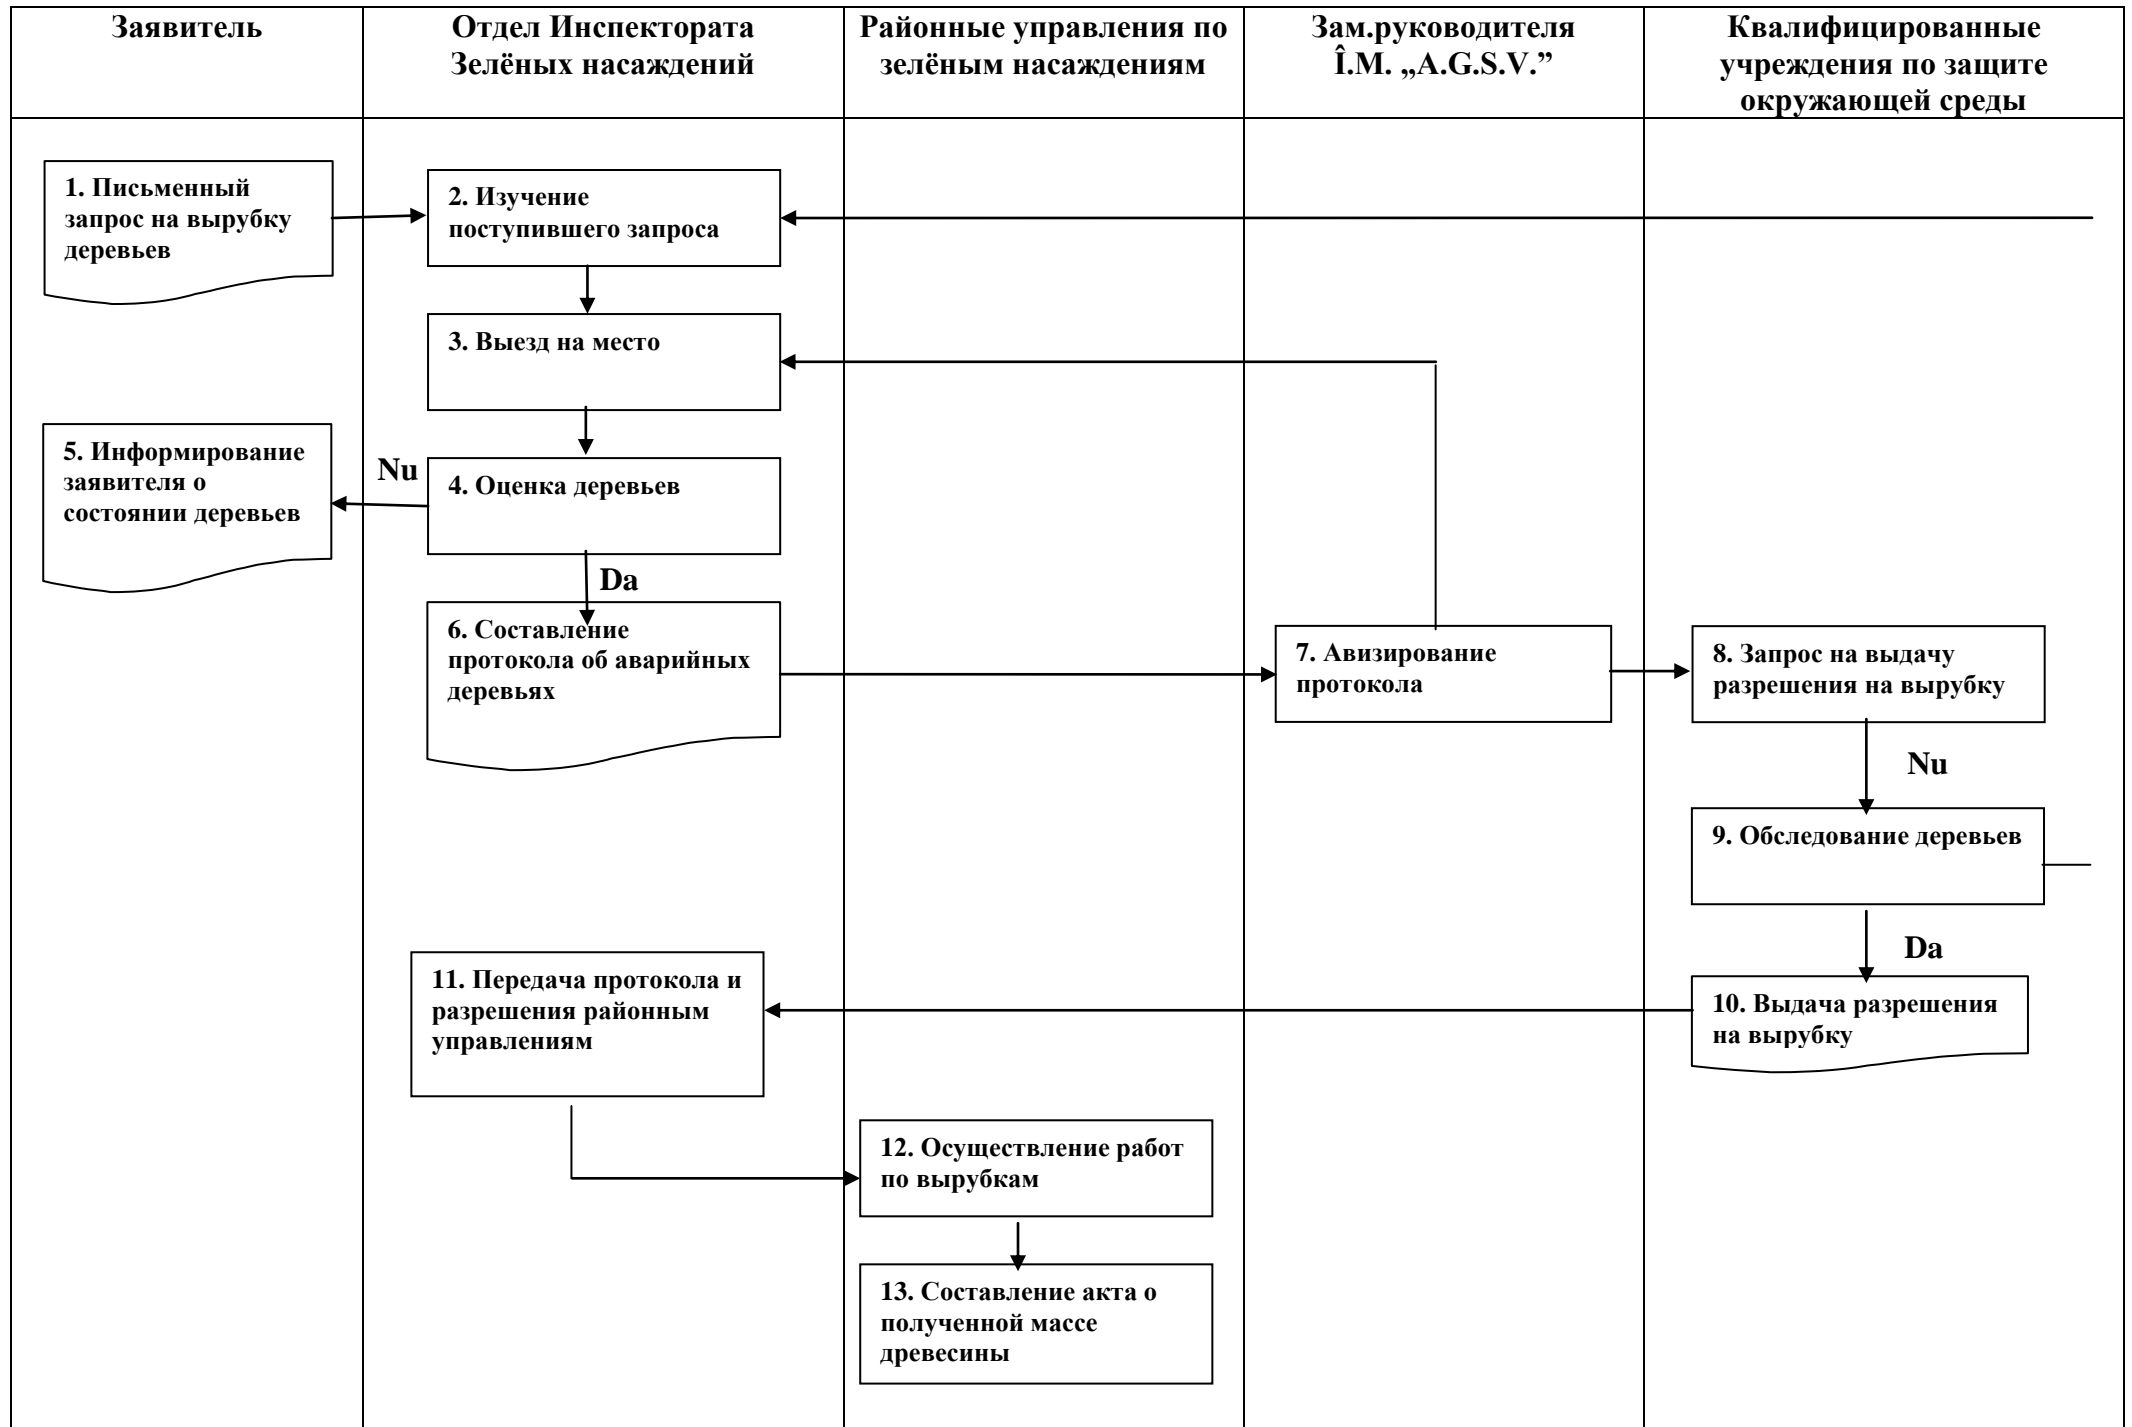 Заявитель
Отдел Инспектората
Зелёных насаждений
Районные управления по
зелёным насаждениям
Зам.руководителя
Î.M. „A.G.S.V.”
Квалифицированные
учреждения по защите
окружающей среды
1. Письменный
запрос на вырубку
деревьев
2. Изучение
поступившего запроса
3. Выезд на место
4. Оценка деревьев
Nu
5. Информирование
заявителя о
состоянии деревьев
Da
6. Составление
протокола об аварийных
деревьях
7. Авизирование
протокола
8. Запрос на выдачу
разрешения на вырубку
Nu
9. Обследование деревьев
Da
10. Выдача разрешения
на вырубку
11. Передача протокола и
разрешения районным
управлениям
12. Осуществление работ
по вырубкам
13. Составление акта о
полученной массе
древесины